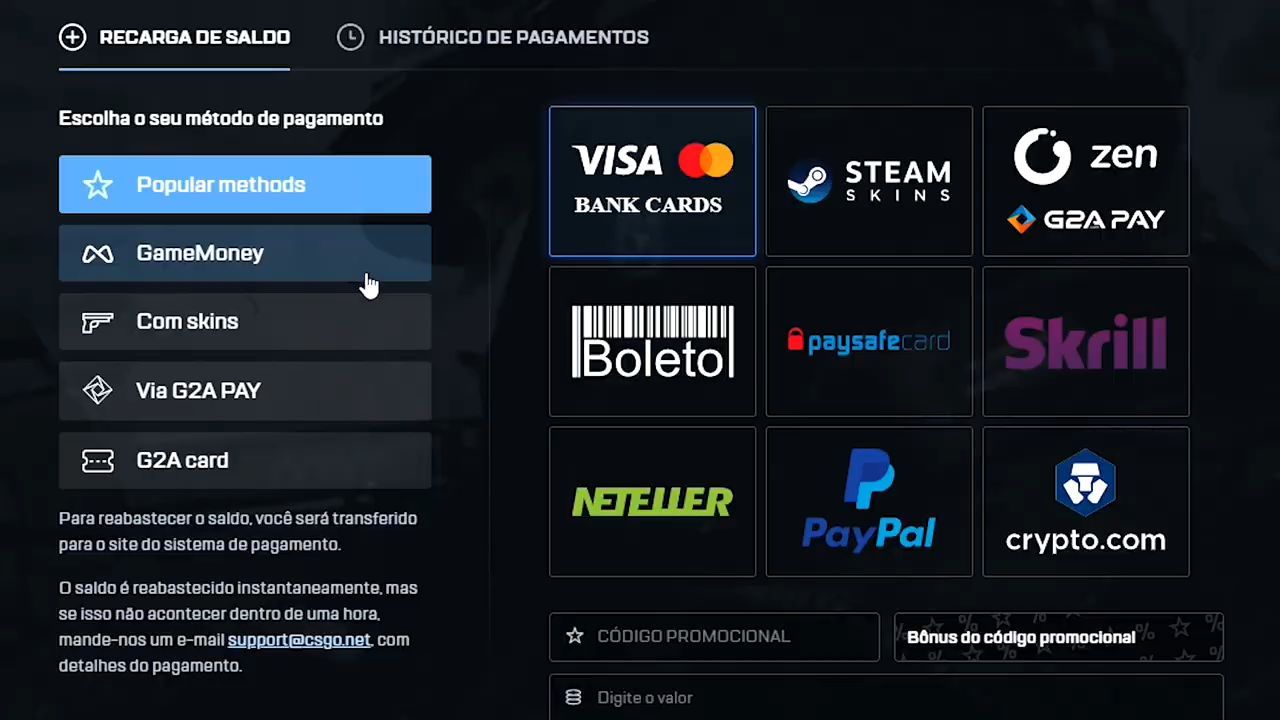 RECARGA DE SALDO
HISTÓRICO DE PAGAMENTOS
Escolha o seu método de pagamento
Popular methods
GameMoney
Com skins
Via G2A PAY
G2A card
Para reabastecer o saldo, você será transferido
para o site do sistema de pagamento.
O saldo é reabastecido instantaneamente, mas
se isso não acontecer dentro de uma hora,
mande-nos um e-mail support@csgo.net, com
detalhes do pagamento.
VISA
BANK CARDS
STEAM
SKINS
zen
G2A PAY
Boleto
paysafecard
Skrill
NETELLER
PayPal
crypto.com
CÓDIGO PROMOCIONAL
Bônus do código promocional
Digite o valor